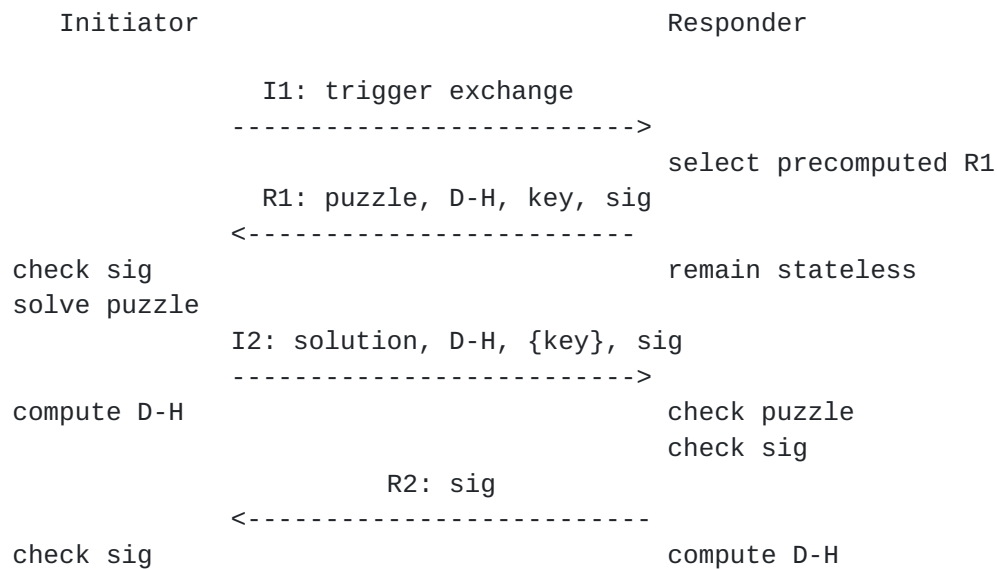 Initiator                              Responder
I1: trigger exchange
-------------------------->
select precomputed R1
R1: puzzle, D-H, key, sig
<-------------------------
check sig                              remain stateless
solve puzzle
I2: solution, D-H, {key}, sig
-------------------------->
compute D-H                            check puzzle
check sig
R2: sig
<--------------------------
check sig                              compute D-H